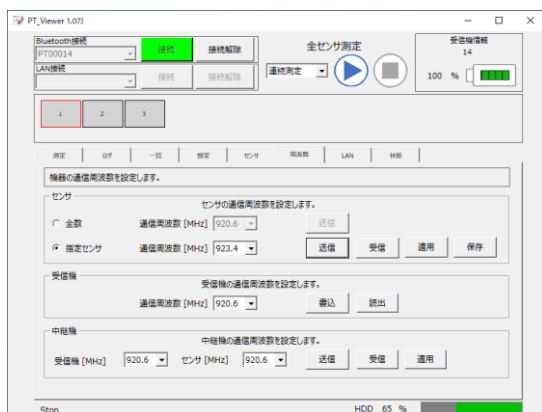 PT_Viewer 1.07J
Bluetooth接続
PT00014 接続 接続解除
LAN接続
接続 接続解除
全センサ測定
連続測定
受信機情報
14
100 %
1 2 3
測定 ログ 一覧 設定 センサ 周波数 LAN 状態
機器の通信周波数を設定します。
センサ
センサの通信周波数を設定します。
全数 通信周波数 [MHz] 920.6 送信
指定センサ 通信周波数 [MHz] 923.4 送信 受信 適用 保存
受信機
受信機の通信周波数を設定します。
通信周波数 [MHz] 920.6 書込 読出
中継機
中継機の通信周波数を設定します。
受信機 [MHz] 920.6 センサ [MHz] 920.6 送信 受信 適用
Stop HDD 65 %